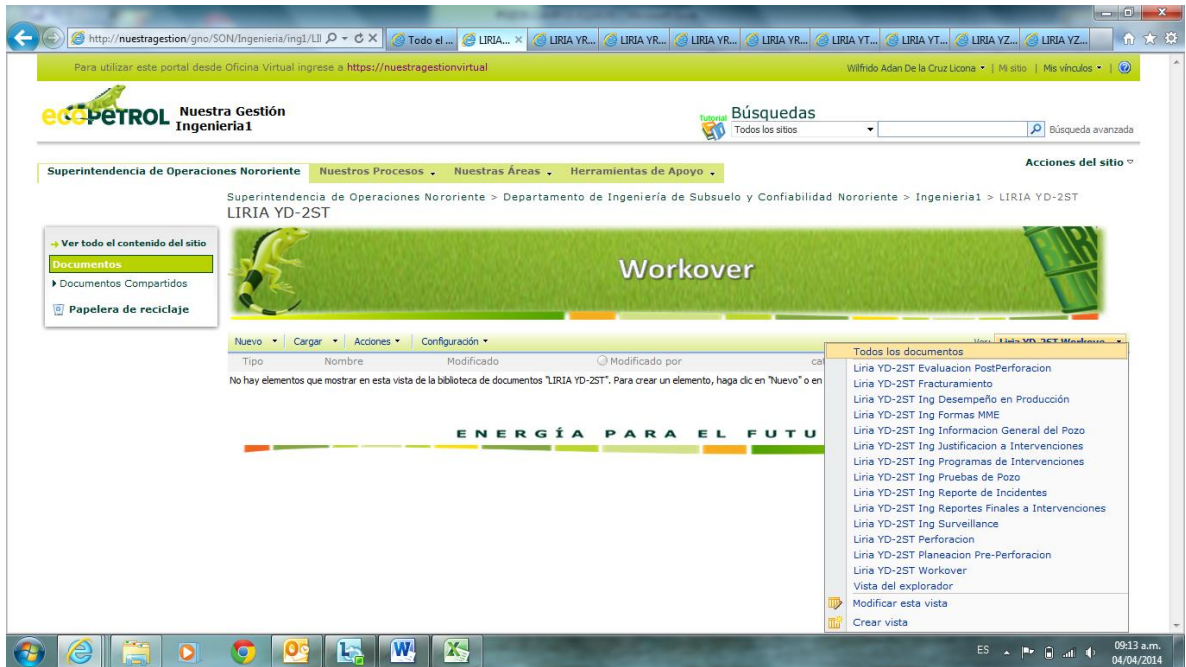 http://nuestragestion/gno/SON/Ingenieria/ing1/LII
Todo el ...
LIRIA...
LIRIA YR...
LIRIA YR...
LIRIA YR...
LIRIA YR...
LIRIA YT...
LIRIA YT...
LIRIA YZ...
LIRIA YZ...
Para utilizar este portal desde Oficina Virtual ingrese a https://nuestragestionvirtual
Wilfrido Adan De la Cruz Licona | Mi sitio | Mis vínculos |
ecopetrol
Nuestra Gestión
Ingenieria1
Tutorial
Búsquedas
Todos los sitios
Búsqueda avanzada
Superintendencia de Operaciones Nororiente
Nuestros Procesos
Nuestras Áreas
Herramientas de Apoyo
Acciones del sitio
Superintendencia de Operaciones Nororiente > Departamento de Ingeniería de Subsuelo y Confiabilidad Nororiente > Ingenieria1 > LIRIA YD-2ST
LIRIA YD-2ST
Ver todo el contenido del sitio
Documentos
Documentos Compartidos
Papelera de reciclaje
Workover
Nuevo
Cargar
Acciones
Configuración
Ver: Liria YD-2ST Workove
Tipo
Nombre
Modificado
Modificado por
cat
No hay elementos que mostrar en esta vista de la biblioteca de documentos "LIRIA YD-2ST". Para crear un elemento, haga clic en "Nuevo" o en
ENERGÍA PARA EL FUTU
Todos los documentos
Liria YD-2ST Evaluacion PostPerforacion
Liria YD-2ST Fracturamiento
Liria YD-2ST Ing Desempeño en Producción
Liria YD-2ST Ing Formas MME
Liria YD-2ST Ing Informacion General del Pozo
Liria YD-2ST Ing Justificacion a Intervenciones
Liria YD-2ST Ing Programas de Intervenciones
Liria YD-2ST Ing Pruebas de Pozo
Liria YD-2ST Ing Reporte de Incidentes
Liria YD-2ST Ing Reportes Finales a Intervenciones
Liria YD-2ST Ing Surveillance
Liria YD-2ST Perforacion
Liria YD-2ST Planeacion Pre-Perforacion
Liria YD-2ST Workover
Vista del explorador
Modificar esta vista
Crear vista
ES
09:13 a.m.
04/04/2014